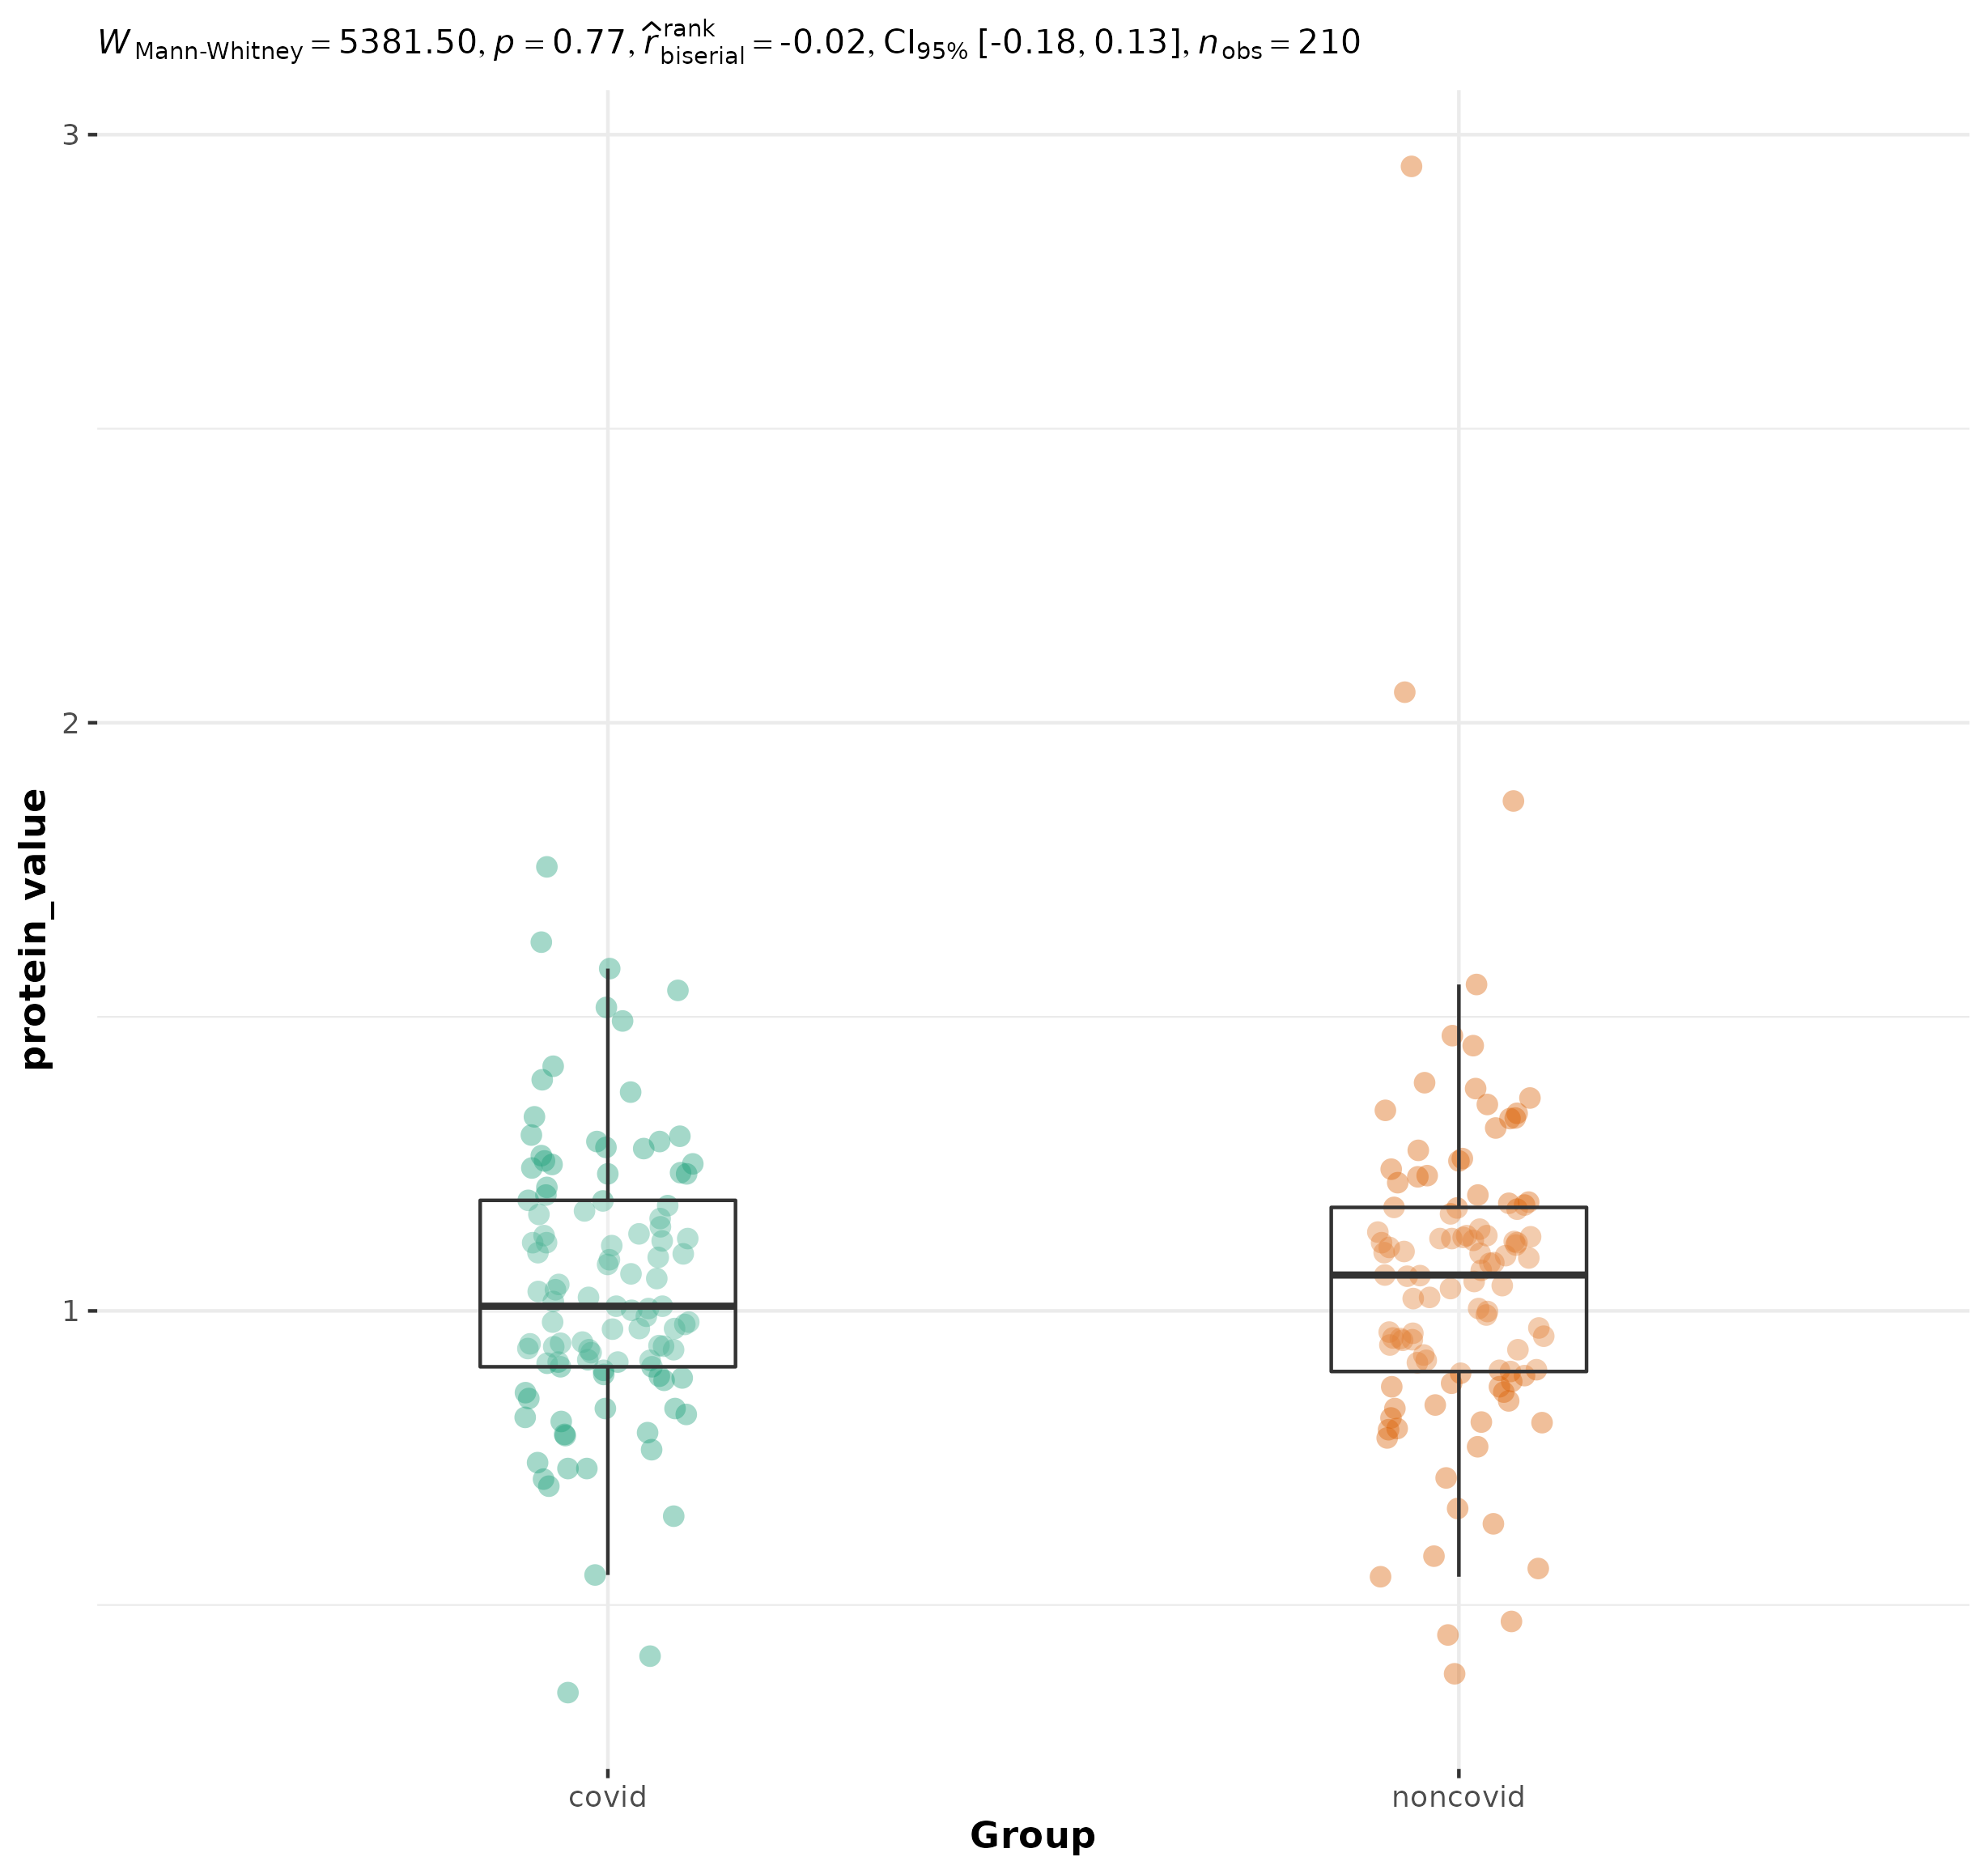 W Mann-Whitney = 5381.50, p = 0.77, r̂ rank biserial = -0.02, CI95% [-0.18, 0.13], nobs = 210
3
2
1
protein_value
covid noncovid
Group